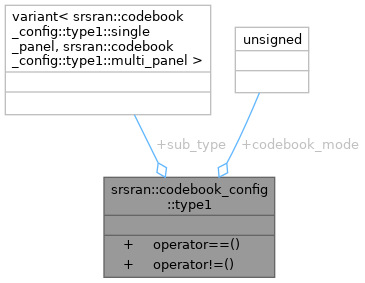 variant< srsran::codebook
_config::type1::single
_panel, srsran::codebook
_config::type1::multi_panel >
unsigned
+sub_type
+codebook_mode
srsran::codebook_config
::type1
+ operator==()
+ operator!=()